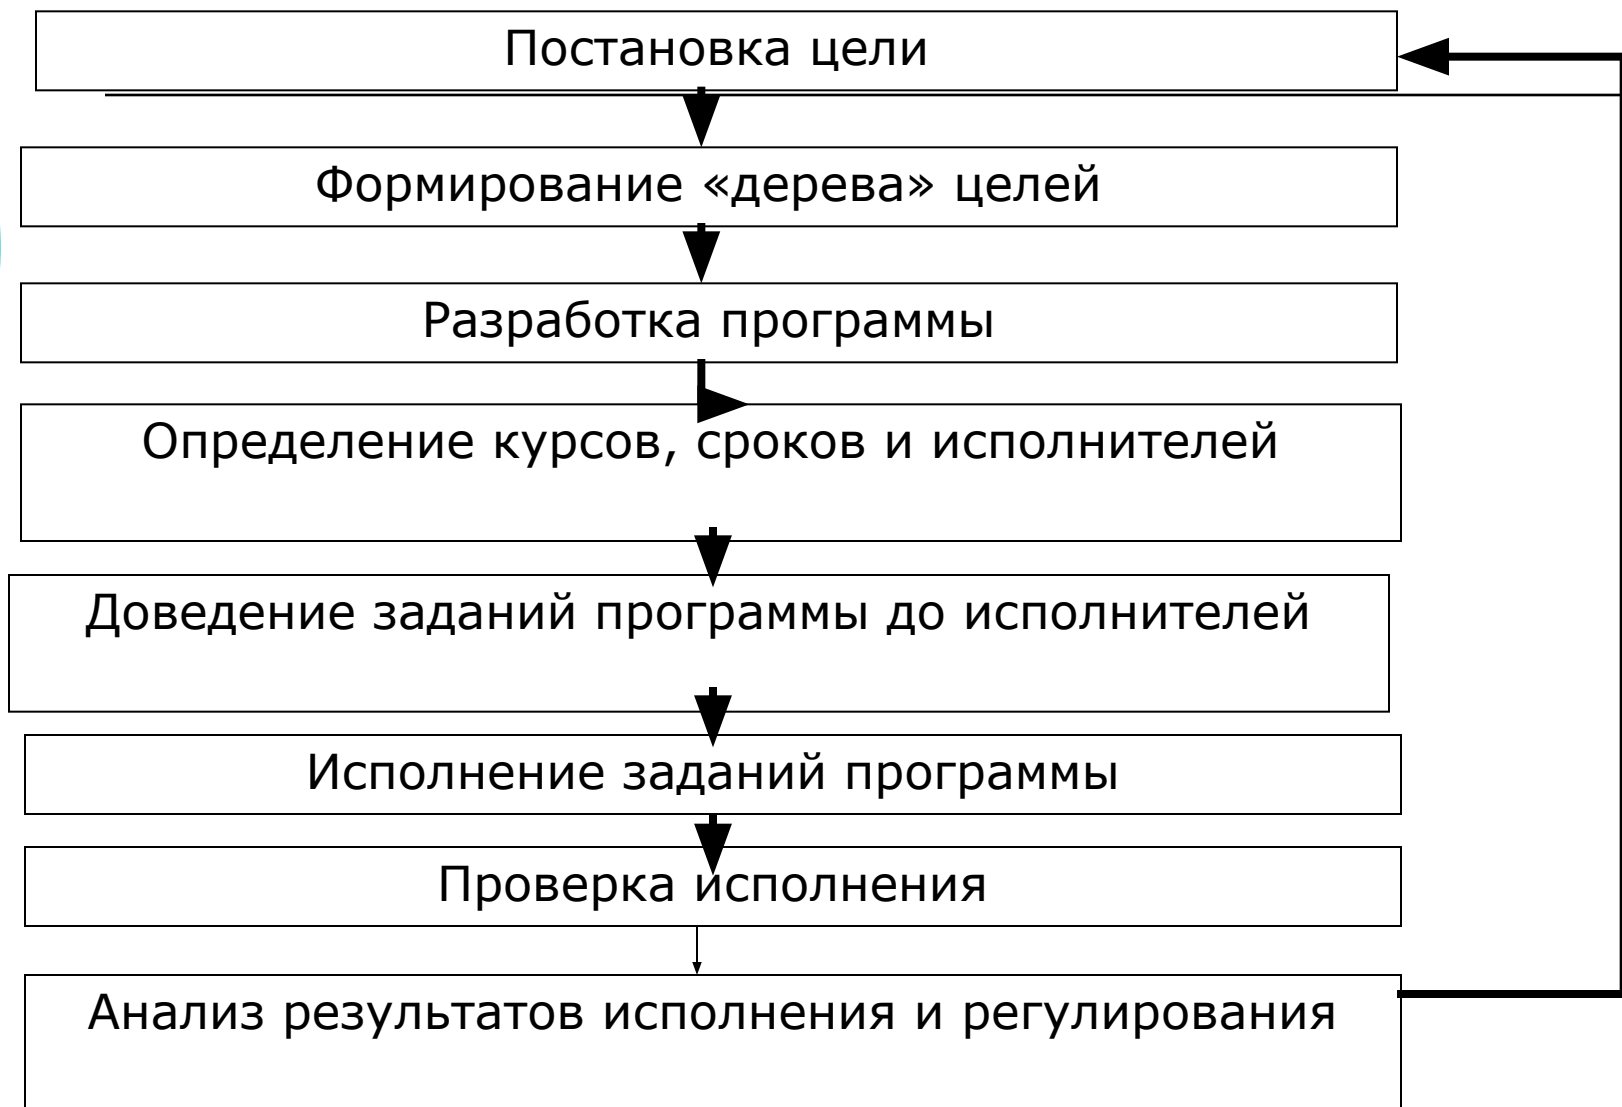 Постановка цели
Формирование «дерева» целей
Разработка программы
Определение курсов, сроков и исполнителей
Доведение заданий программы до исполнителей
Исполнение заданий программы
Проверка исполнения
Анализ результатов исполнения и регулирования